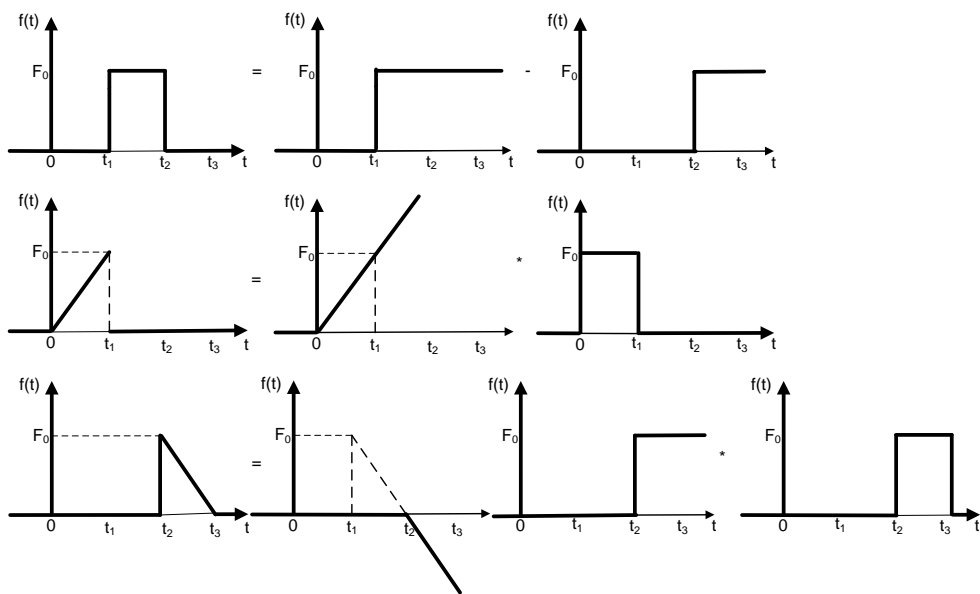 f(t) f(t) f(t)
F₀ = F₀ - F₀
0 t₁ t₂ t₃ t 0 t₁ t₂ t₃ t 0 t₁ t₂ t₃ t
f(t) f(t) f(t)
F₀ = F₀ * F₀
0 t₁ t₂ t₃ t 0 t₁ t₂ t₃ 0 t₁ t₂ t₃ t
f(t) f(t) f(t) f(t)
F₀ = F₀ F₀ * F₀
0 t₁ t₂ t₃ t 0 t₁ t₂ t₃ 0 t₁ t₂ t₃ t 0 t₁ t₂ t₃ t